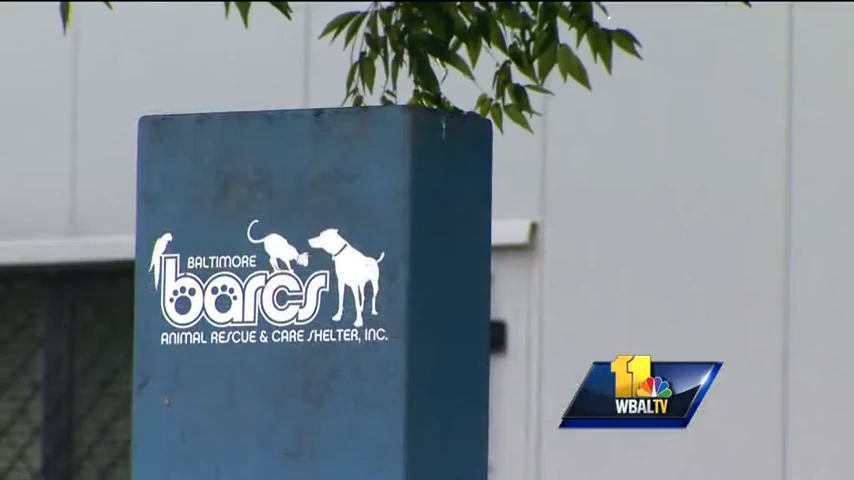 BALTIMORE
barcs
ANIMAL RESCUE & CARE SHELTER, INC.
11
WBALTV